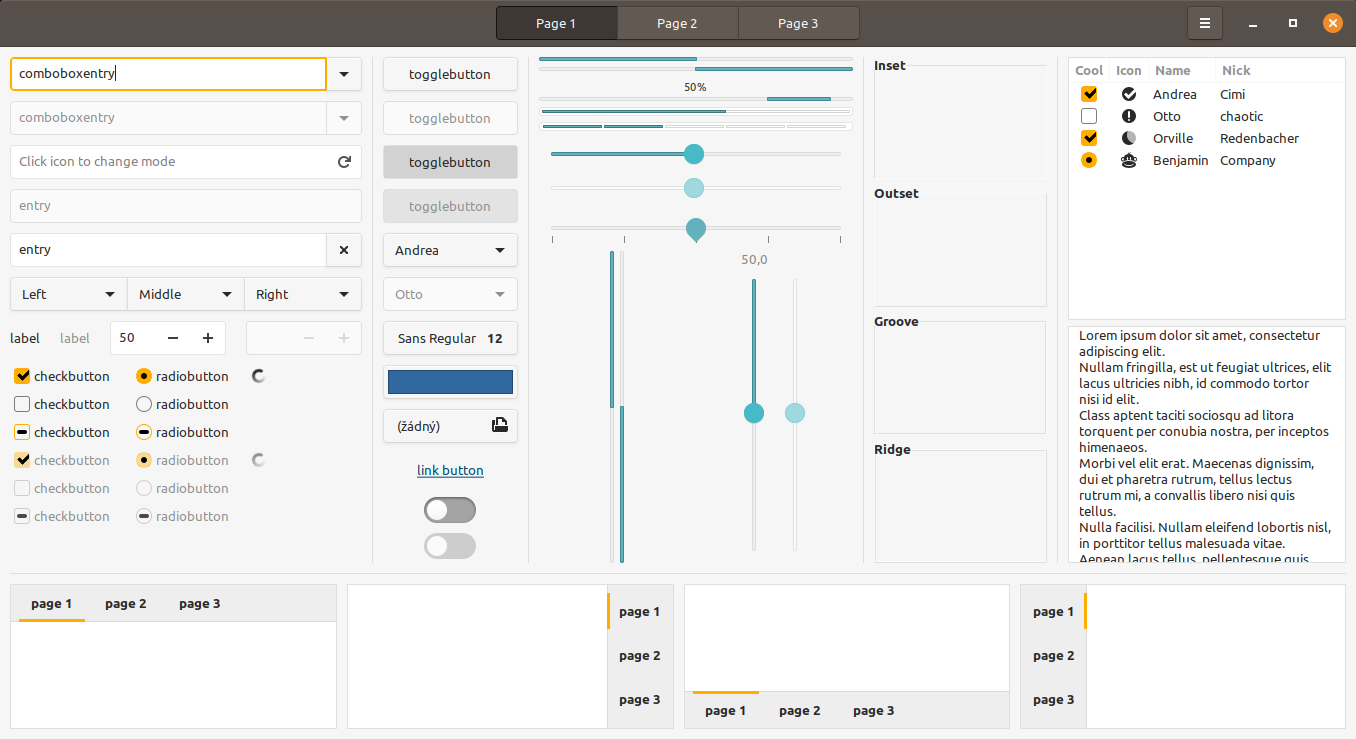 Page 1 Page 2 Page 3
comboboxentry
comboboxentry
Click icon to change mode
entry
entry
Left Middle Right
label label 50
checkbutton radiobutton
checkbutton radiobutton
checkbutton radiobutton
checkbutton radiobutton
checkbutton radiobutton
checkbutton radiobutton
togglebutton
togglebutton
togglebutton
togglebutton
Andrea
Otto
Sans Regular 12
(žádný)
link button
50%
50,0
Inset
Outset
Groove
Ridge
Cool Icon Name Nick
Andrea Cimi
Otto chaotic
Orville Redenbacher
Benjamin Company
Lorem ipsum dolor sit amet, consectetur
adipiscing elit.
Nullam fringilla, est ut feugiat ultrices, elit
lacus ultricies nibh, id commodo tortor
nisi id elit.
Class aptent taciti sociosqu ad litora
torquent per conubia nostra, per inceptos
himenaeos.
Morbi vel elit erat. Maecenas dignissim,
dui et pharetra rutrum, tellus lectus
rutrum mi, a convallis libero nisi quis
tellus.
Nulla facilisi. Nullam eleifend lobortis nisl,
in porttitor tellus malesuada vitae.
Aenean lacus tellus, pellentesque quis
page 1 page 2 page 3
page 1
page 2
page 3
page 1 page 2 page 3
page 1
page 2
page 3